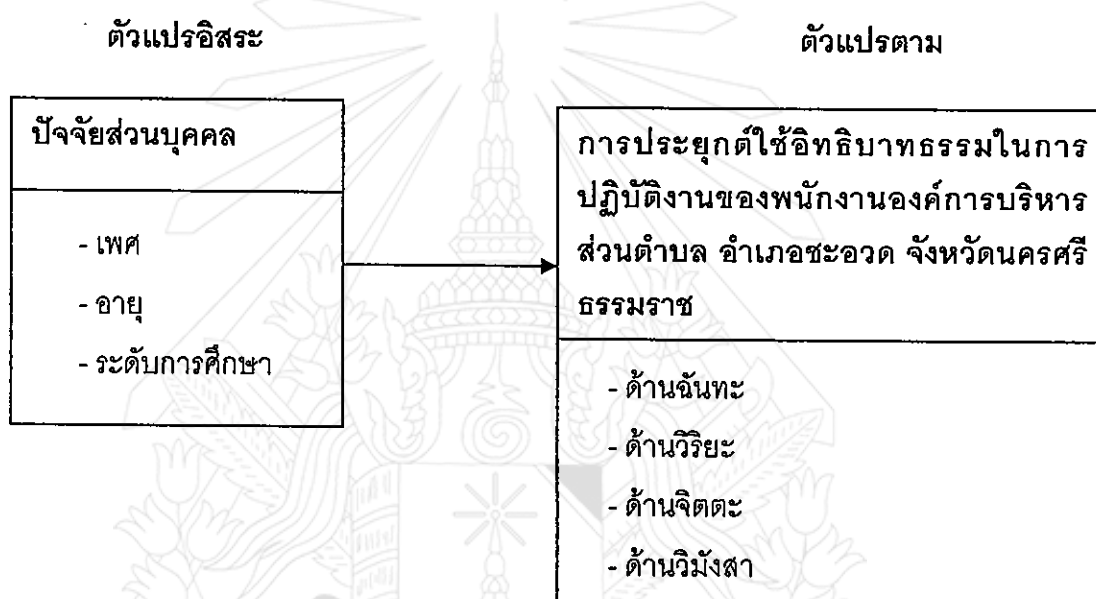 ตัวแปรอิสระ
ตัวแปรตาม
ปัจจัยส่วนบุคคล
- เพศ
- อายุ
- ระดับการศึกษา
การประยุกต์ใช้อิทธิบาทธรรมในการ
ปฏิบัติงานของพนักงานองค์การบริหาร
ส่วนตำบล อำเภอชะอวด จังหวัดนครศรี
ธรรมราช
- ด้านฉันทะ
- ด้านวิริยะ
- ด้านจิตตะ
- ด้านวิมังสา